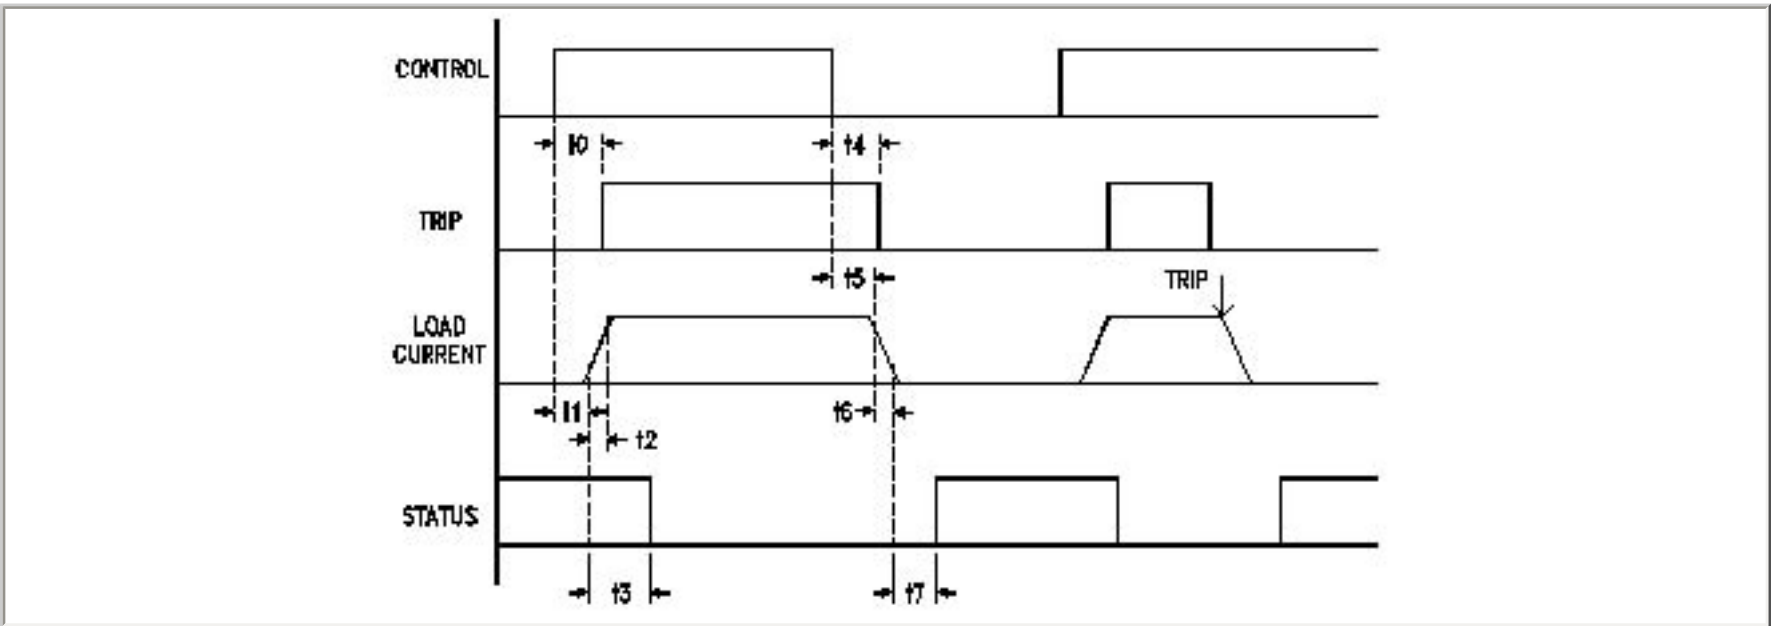 CONTROL
t0
t4
TRIP
t5
TRIP
LOAD
CURRENT
t1
t6
t2
STATUS
t3
t7